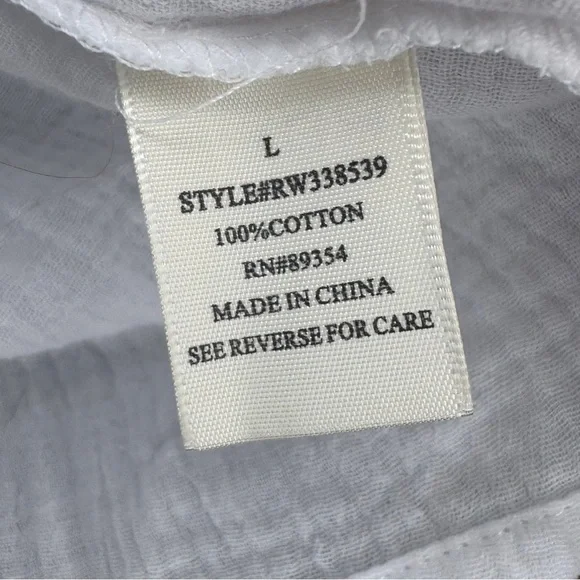 L
STYLE#RW338539
100%COTTON
RN#89354
MADE IN CHINA
SEE REVERSE FOR CARE